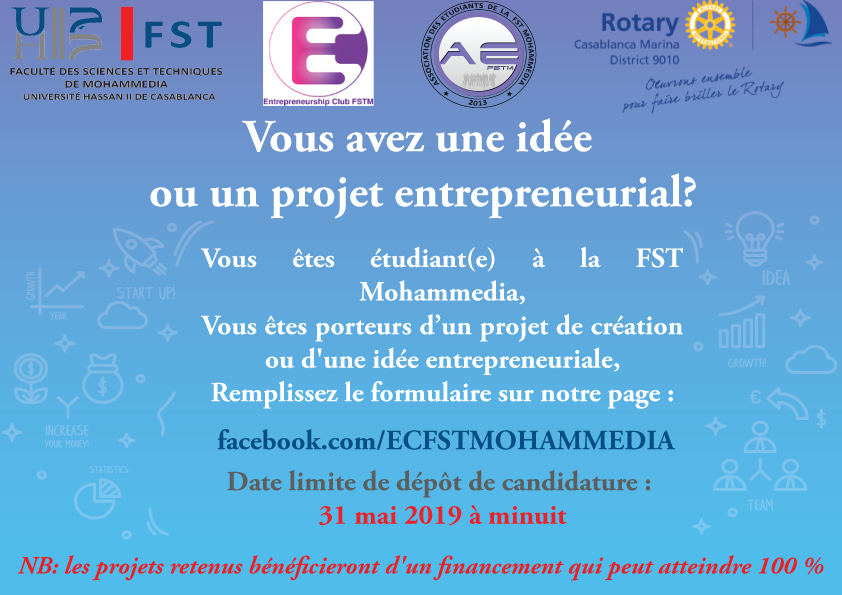 UH2C FST
FACULTÉ DES SCIENCES ET TECHNIQUES
DE MOHAMMEDIA
UNIVERSITÉ HASSAN II DE CASABLANCA
E
Entrepreneurship Club FSTM
ASSOCIATION DES ETUDIANTS DE LA FST MOHAMMEDIA
AE
FSTM
2013
Rotary
Casablanca Marina
District 9010
Oeuvrons ensemble
pour faire briller le Rotary
Vous avez une idée
ou un projet entrepreneurial?
Vous êtes étudiant(e) à la FST
Mohammedia,
Vous êtes porteurs d’un projet de création
ou d'une idée entrepreneuriale,
Remplissez le formulaire sur notre page :
facebook.com/ECFSTMOHAMMEDIA
Date limite de dépôt de candidature :
31 mai 2019 à minuit
NB: les projets retenus bénéficieront d'un financement qui peut atteindre 100 %
GROWTH
YEAR
START UP!
INCREASE
YOUR MONEY!
STATISTICS
IDEA
GROWTH!
TEAM